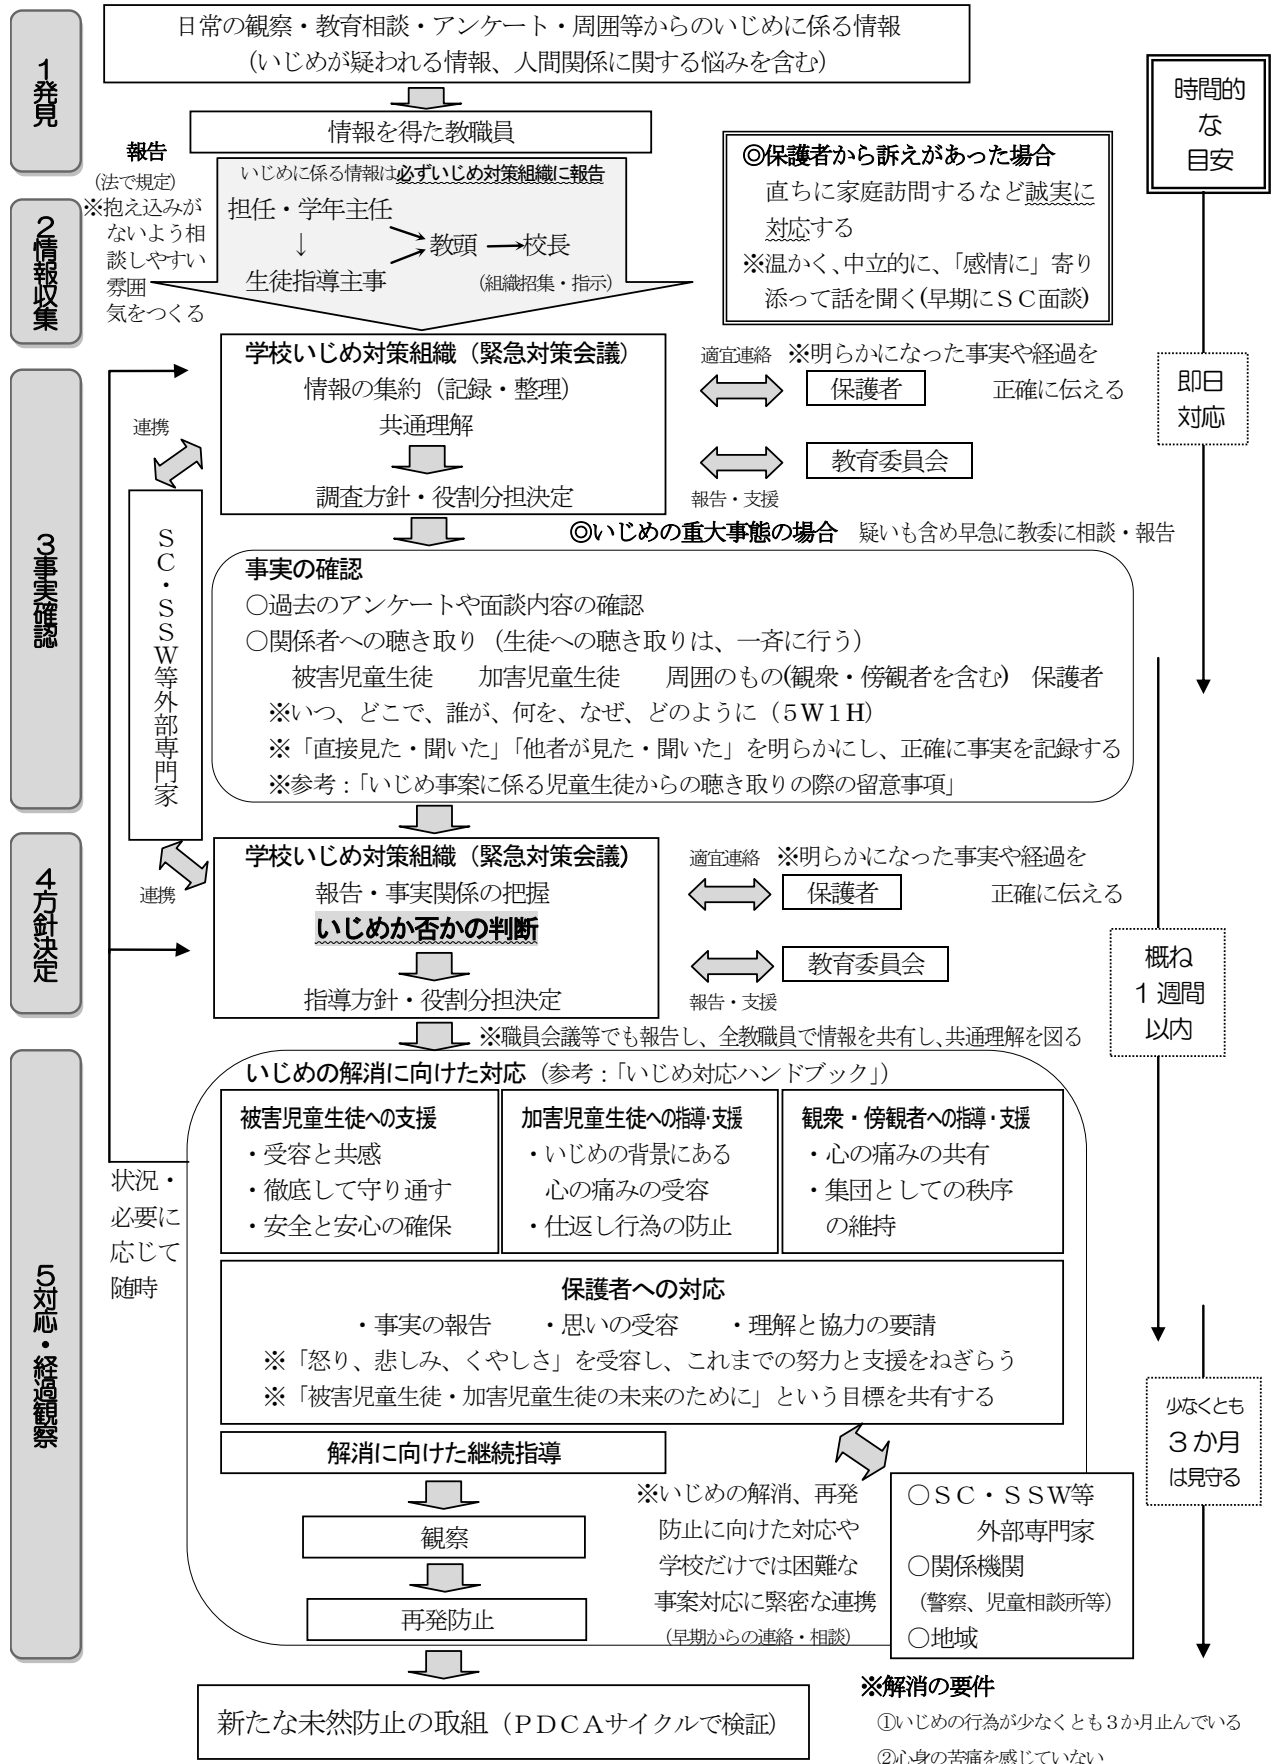 1発見
日常の観察・教育相談・アンケート・周囲等からのいじめに係る情報
(いじめが疑われる情報、人間関係に関する悩みを含む)
情報を得た教職員
時間的
な
目安
報告
(法で規定)
※抱え込みが
ないよう相
談しやすい
雰囲
気をつくる
いじめに係る情報は必ずいじめ対策組織に報告
担任・学年主任
↓
生徒指導主事
教頭→校長
(組織招集・指示)
◎保護者から訴えがあった場合
直ちに家庭訪問するなど誠実に
対応する
※温かく、中立的に、「感情に」寄り
添って話を聞く(早期にSC面談)
2情報収集
学校いじめ対策組織(緊急対策会議)
情報の集約(記録・整理)
共通理解
調査方針・役割分担決定
適宜連絡 ※明らかになった事実や経過を
保護者 正確に伝える
教育委員会
報告・支援
即日
対応
連携
SC・SSW等外部専門家
連携
◎いじめの重大事態の場合 疑いも含め早急に教委に相談・報告
3事実確認
事実の確認
○過去のアンケートや面談内容の確認
○関係者への聴き取り(生徒への聴き取りは、一斉に行う)
被害児童生徒 加害児童生徒 周囲のもの(観衆・傍観者を含む) 保護者
※いつ、どこで、誰が、何を、なぜ、どのように(5W1H)
※「直接見た・聞いた」「他者が見た・聞いた」を明らかにし、正確に事実を記録する
※参考:「いじめ事案に係る児童生徒からの聴き取りの際の留意事項」
4方針決定
学校いじめ対策組織(緊急対策会議)
報告・事実関係の把握
いじめか否かの判断
指導方針・役割分担決定
適宜連絡 ※明らかになった事実や経過を
保護者 正確に伝える
教育委員会
報告・支援
概ね
1週間
以内
※職員会議等でも報告し、全教職員で情報を共有し、共通理解を図る
5対応・経過観察
いじめの解消に向けた対応(参考:「いじめ対応ハンドブック」)
被害児童生徒への支援
・受容と共感
・徹底して守り通す
・安全と安心の確保
加害児童生徒への指導・支援
・いじめの背景にある
心の痛みの受容
・仕返し行為の防止
観衆・傍観者への指導・支援
・心の痛みの共有
・集団としての秩序
の維持
状況・
必要に
応じて
随時
保護者への対応
・事実の報告 ・思いの受容 ・理解と協力の要請
※「怒り、悲しみ、くやしさ」を受容し、これまでの努力と支援をねぎらう
※「被害児童生徒・加害児童生徒の未来のために」という目標を共有する
少なくとも
3か月
は見守る
解消に向けた継続指導
観察
再発防止
※いじめの解消、再発
防止に向けた対応や
学校だけでは困難な
事案対応に緊密な連携
(早期からの連絡・相談)
○SC・SSW等
外部専門家
○関係機関
(警察、児童相談所等)
○地域
新たな未然防止の取組(PDCAサイクルで検証)
※解消の要件
①いじめの行為が少なくとも3か月止んでいる
②心身の苦痛を感じていない